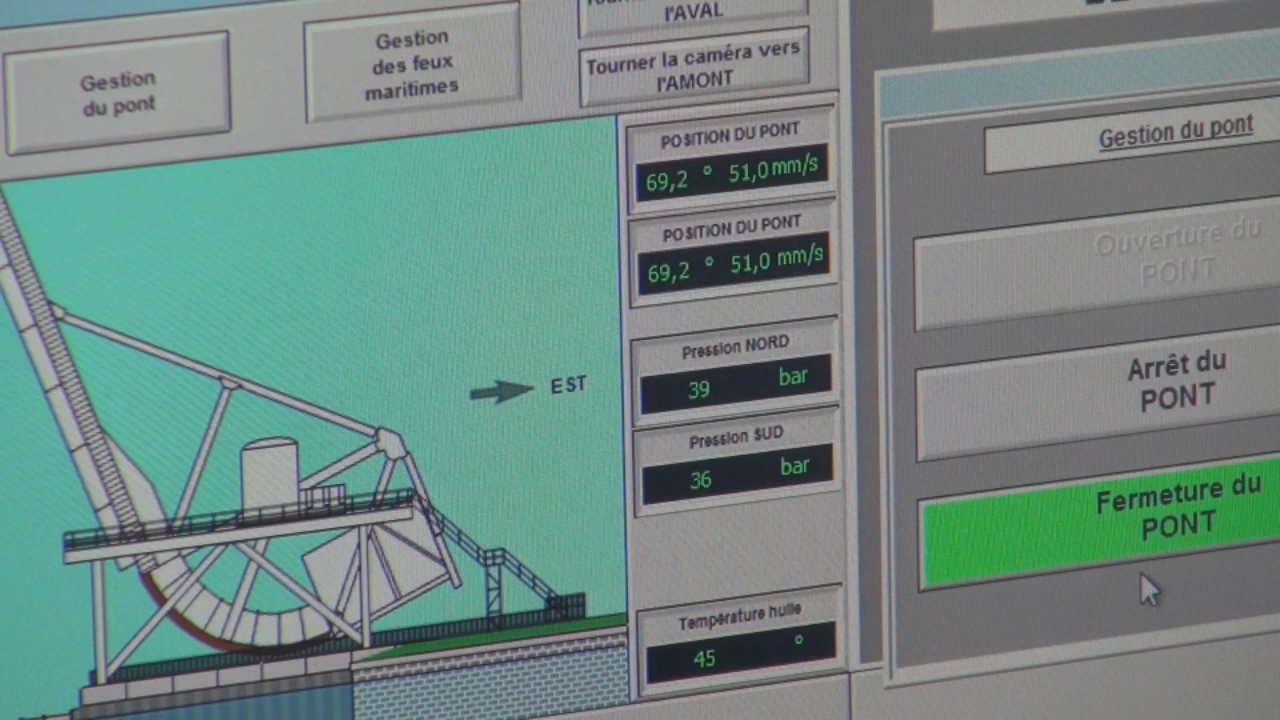 Gestion
du pont
Gestion
des feux
maritimes
l'AVAL
Tourner la caméra vers
l'AMONT
POSITION DU PONT
69,2 ° 51,0 mm/s
POSITION DU PONT
69,2 ° 51,0 mm/s
Pression NORD
39 bar
Pression SUD
36 bar
Température huile
45 °
EST
Gestion du pont
Ouverture du
PONT
Arrêt du
PONT
Fermeture du
PONT